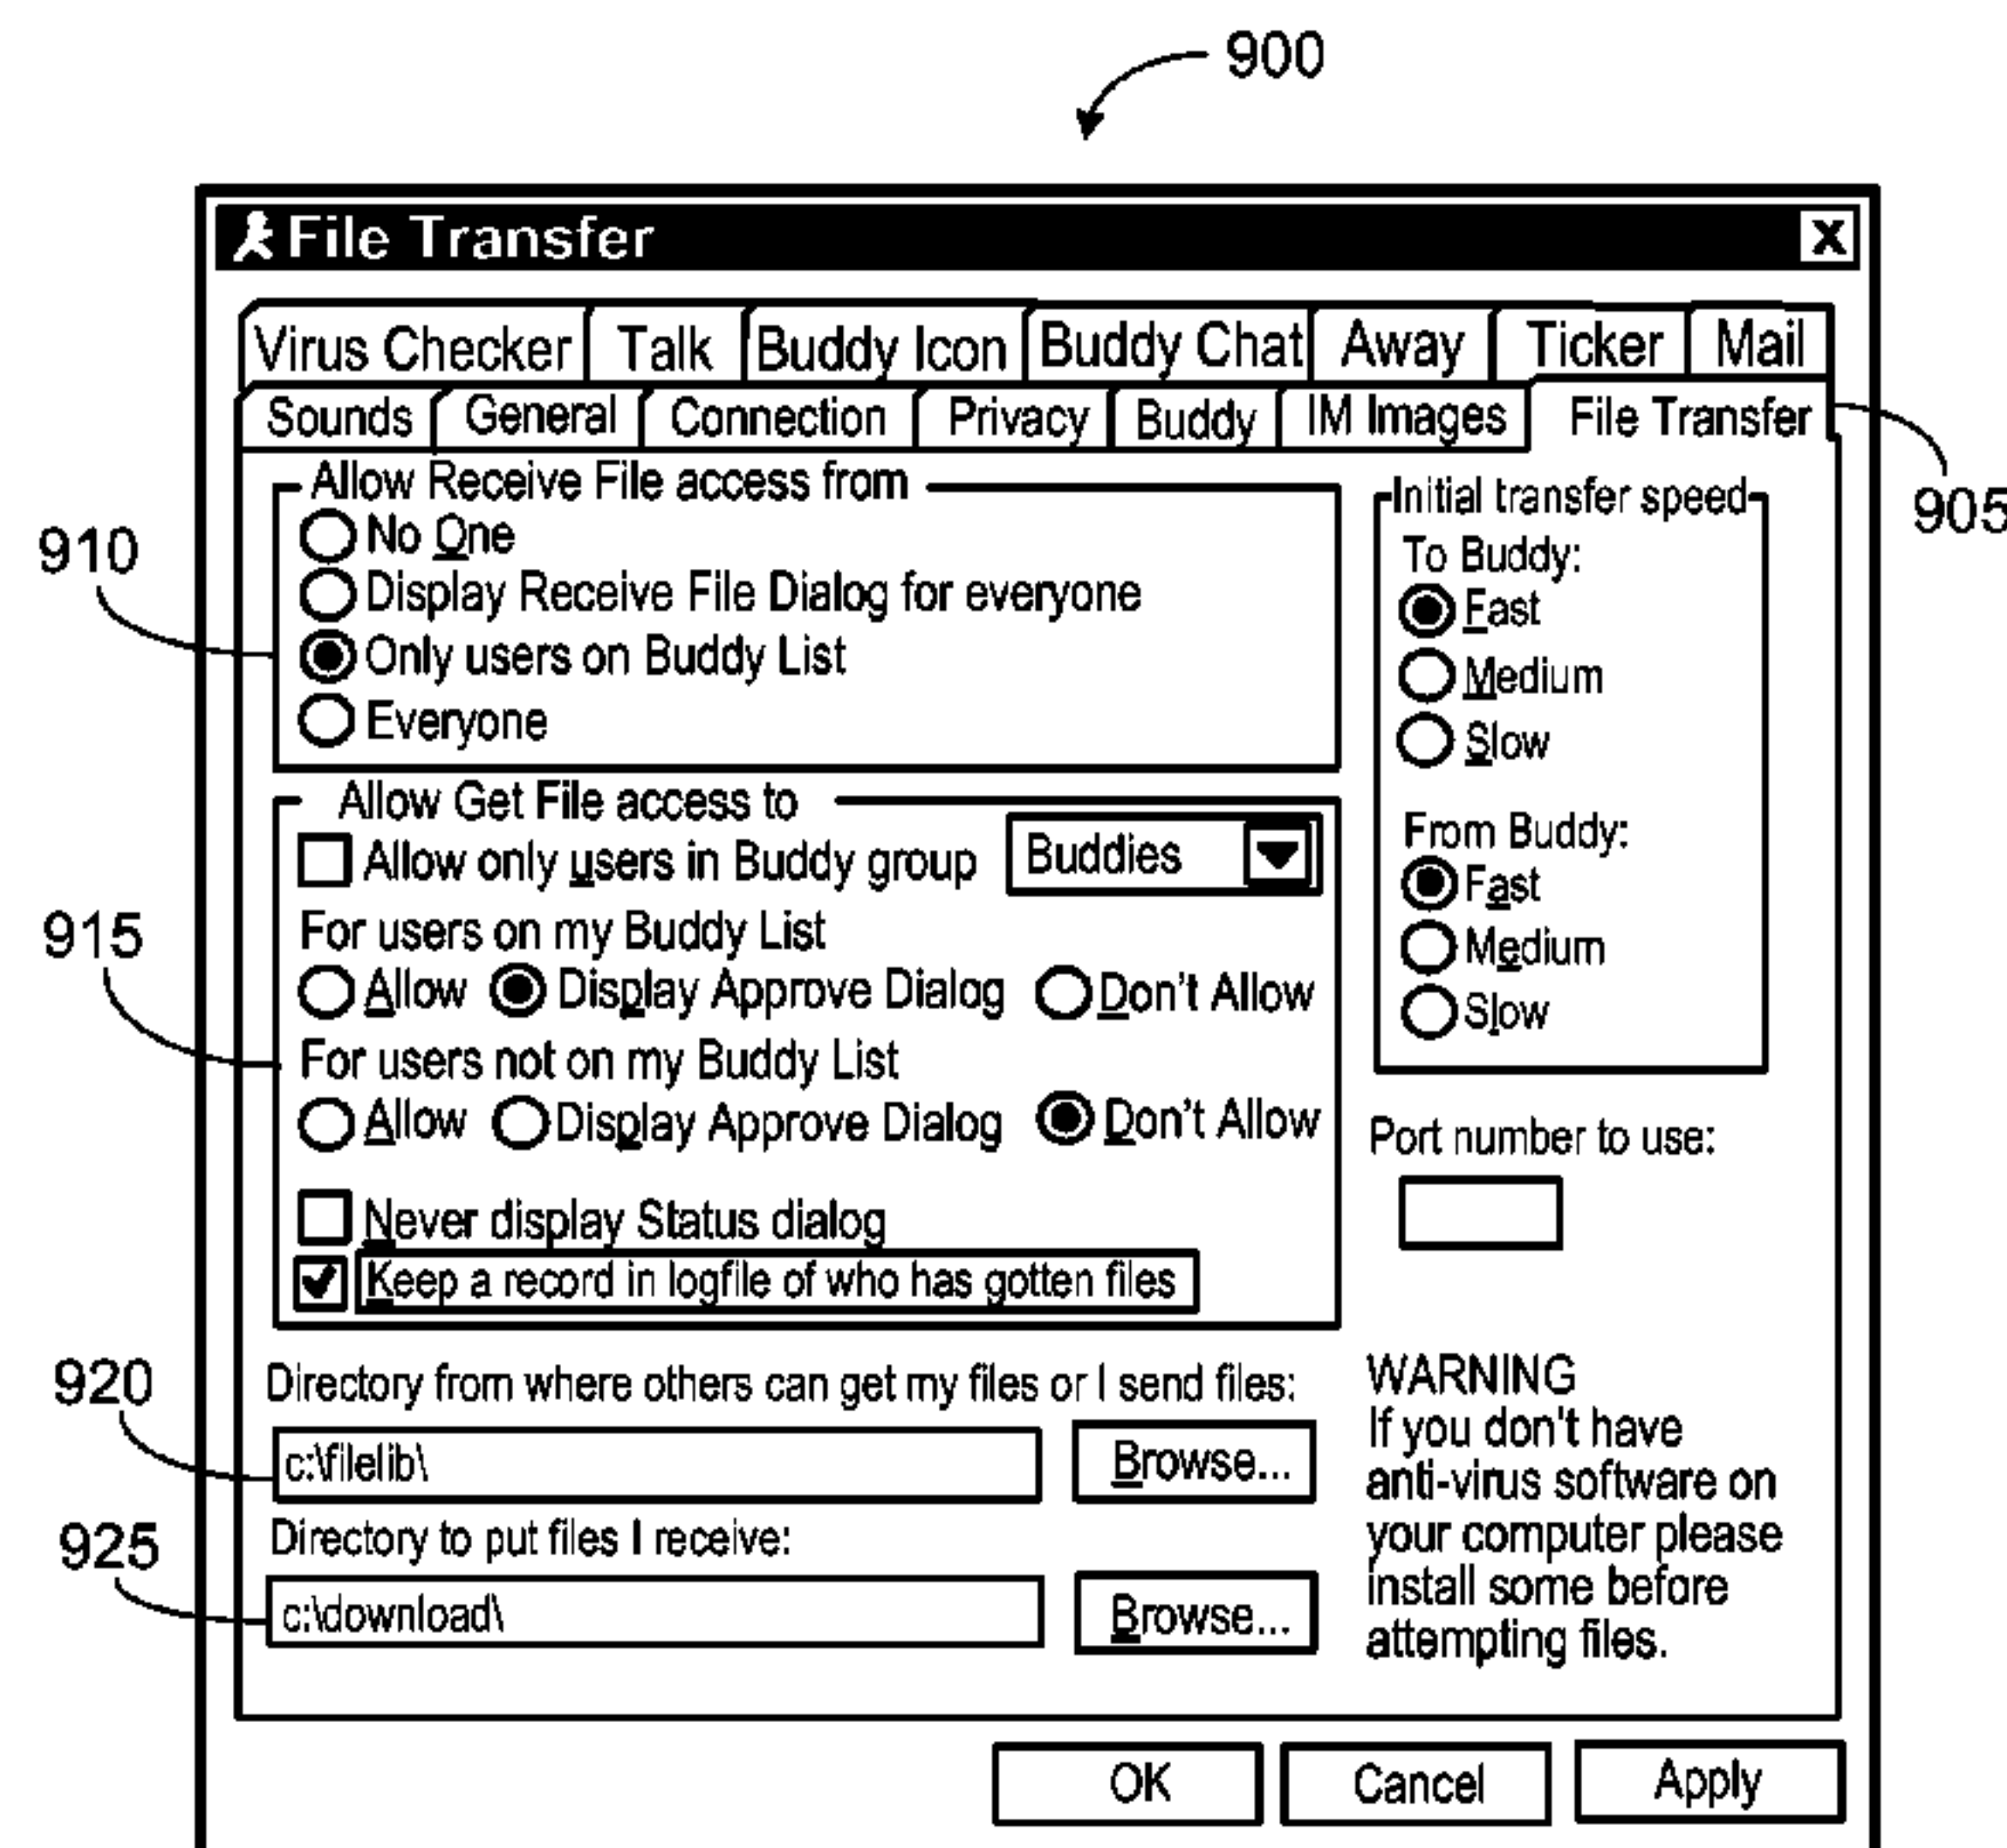 900
File Transfer
Virus Checker Talk Buddy Icon Buddy Chat Away Ticker Mail
Sounds General Connection Privacy Buddy IM Images File Transfer
905
Allow Receive File access from
910
No One
Display Receive File Dialog for everyone
Only users on Buddy List
Everyone
Initial transfer speed
To Buddy:
Fast
Medium
Slow
From Buddy:
Fast
Medium
Slow
Allow Get File access to
Allow only users in Buddy group Buddies
915
For users on my Buddy List
Allow Display Approve Dialog Don't Allow
For users not on my Buddy List
Allow Display Approve Dialog Don't Allow
Never display Status dialog
Keep a record in logfile of who has gotten files
Port number to use:
920
Directory from where others can get my files or I send files:
c:\filelib\ Browse...
925
Directory to put files I receive:
c:\download\ Browse...
WARNING
If you don't have
anti-virus software on
your computer please
install some before
attempting files.
OK Cancel Apply